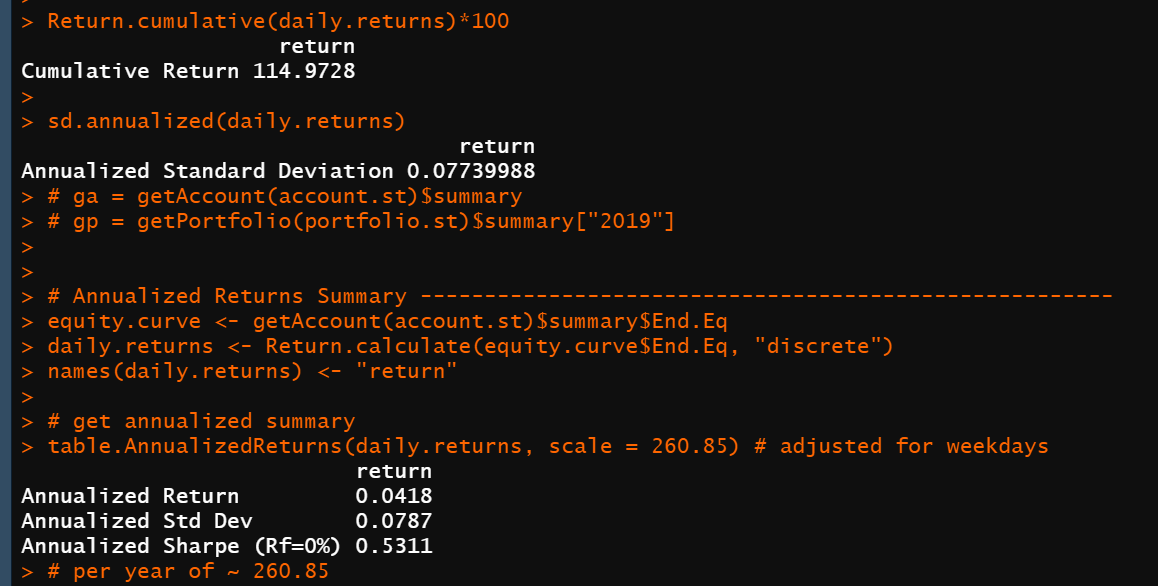 > Return.cumulative(daily.returns)*100
                    return
Cumulative Return 114.9728
>
> sd.annualized(daily.returns)
                                  return
Annualized Standard Deviation 0.07739988
> # ga = getAccount(account.st)$summary
> # gp = getPortfolio(portfolio.st)$summary["2019"]
>
>
> # Annualized Returns Summary ------------------------------------------------------
> equity.curve <- getAccount(account.st)$summary$End.Eq
> daily.returns <- Return.calculate(equity.curve$End.Eq, "discrete")
> names(daily.returns) <- "return"
>
> # get annualized summary
> table.AnnualizedReturns(daily.returns, scale = 260.85) # adjusted for weekdays
                          return
Annualized Return         0.0418
Annualized Std Dev        0.0787
Annualized Sharpe (Rf=0%) 0.5311
> # per year of ~ 260.85